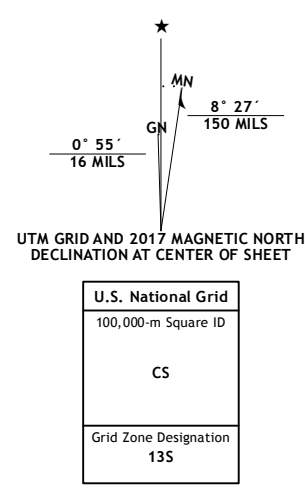 ★
MN
GN
8° 27´
150 MILS
0° 55´
16 MILS
UTM GRID AND 2017 MAGNETIC NORTH
DECLINATION AT CENTER OF SHEET
U.S. National Grid
100,000-m Square ID
CS
Grid Zone Designation
13S